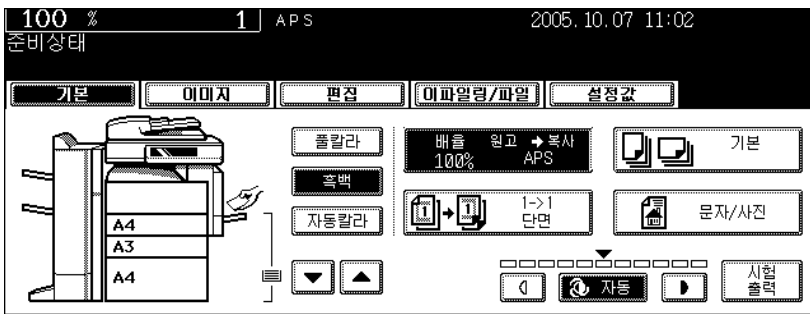 100 % 1 APS 2005.10.07 11:02
준비상태
기본 이미지 편집 이파일링/파일 설정값
풀칼라
흑백
자동칼라
배율 원고 →복사
100% APS
기본
1->1
단면
문자/사진
A4
A3
A4
자동
시험
출력